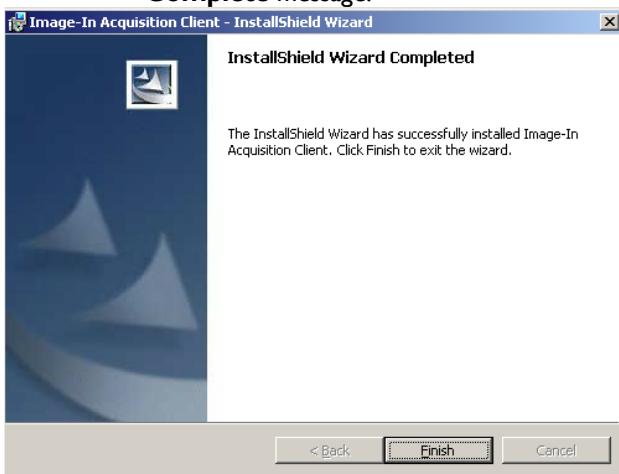 Complete message.
Image-In Acquisition Client - InstallShield Wizard
InstallShield Wizard Completed
The InstallShield Wizard has successfully installed Image-In
Acquisition Client. Click Finish to exit the wizard.
< Back
Finish
Cancel